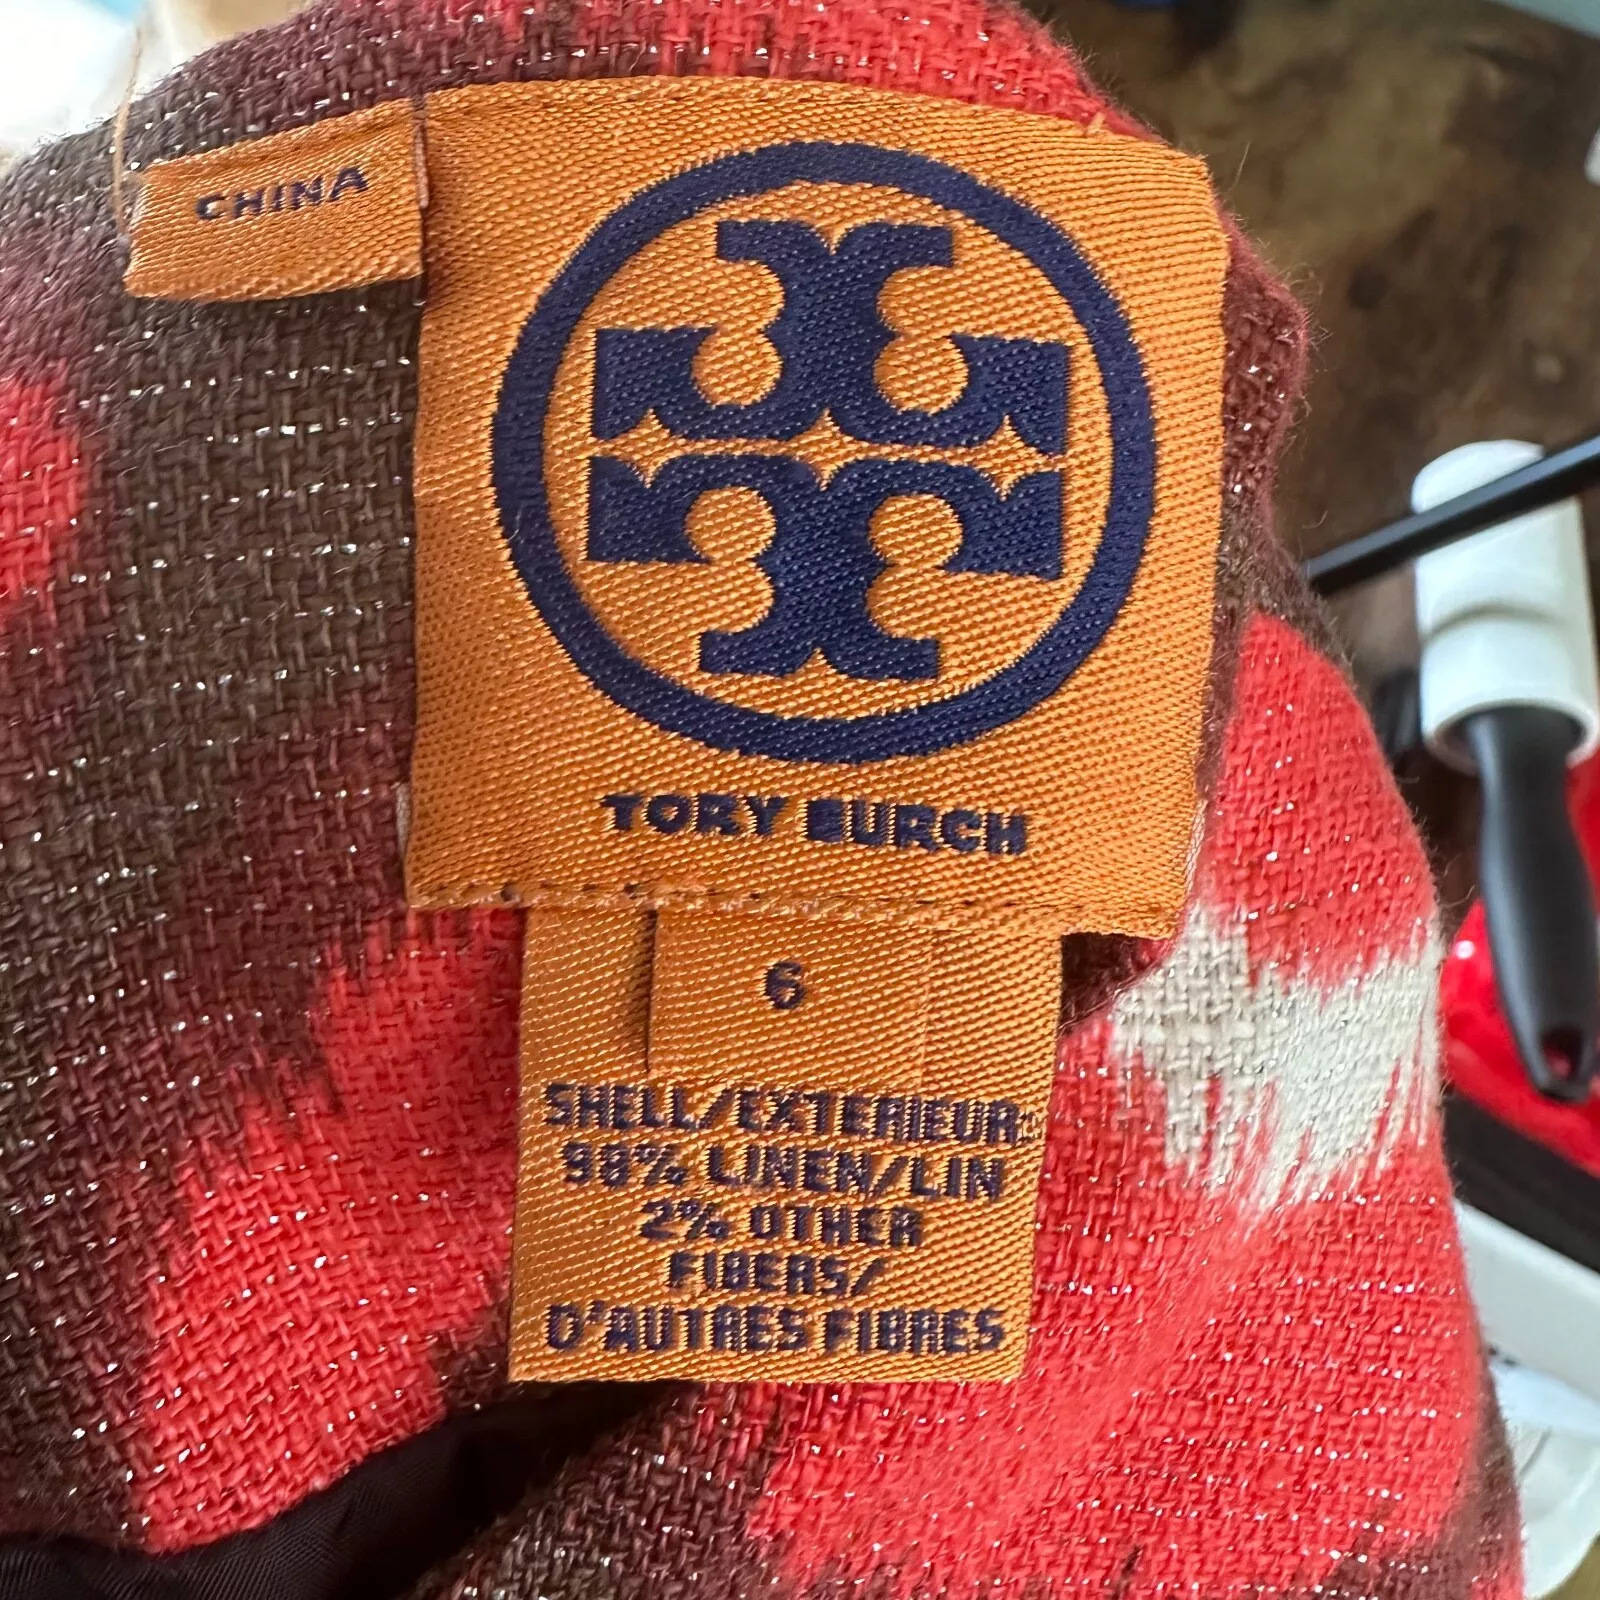 CHINA
TORY BURCH
6
SHELL/EXTERIEUR:
98% LINEN/LIN
2% OTHER
FIBERS/
D'AUTRES FIBRES